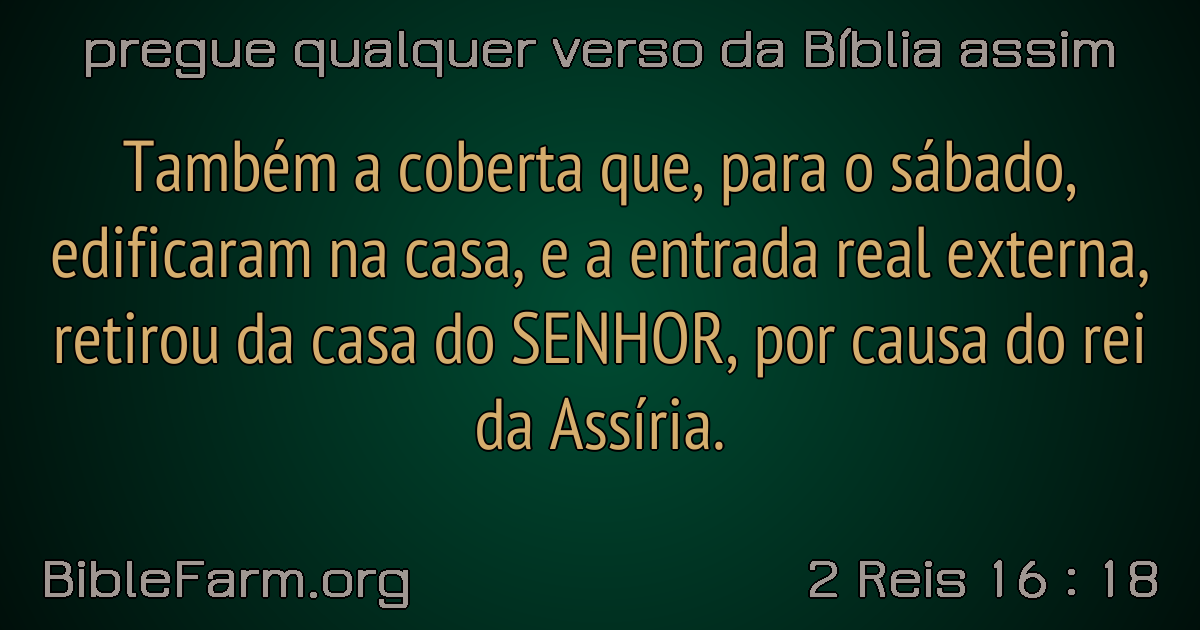 pregue qualquer verso da Bíblia assim
Também a coberta que, para o sábado,
edificaram na casa, e a entrada real externa,
retirou da casa do SENHOR, por causa do rei
da Assíria.
BibleFarm.org
2 Reis 16 : 18